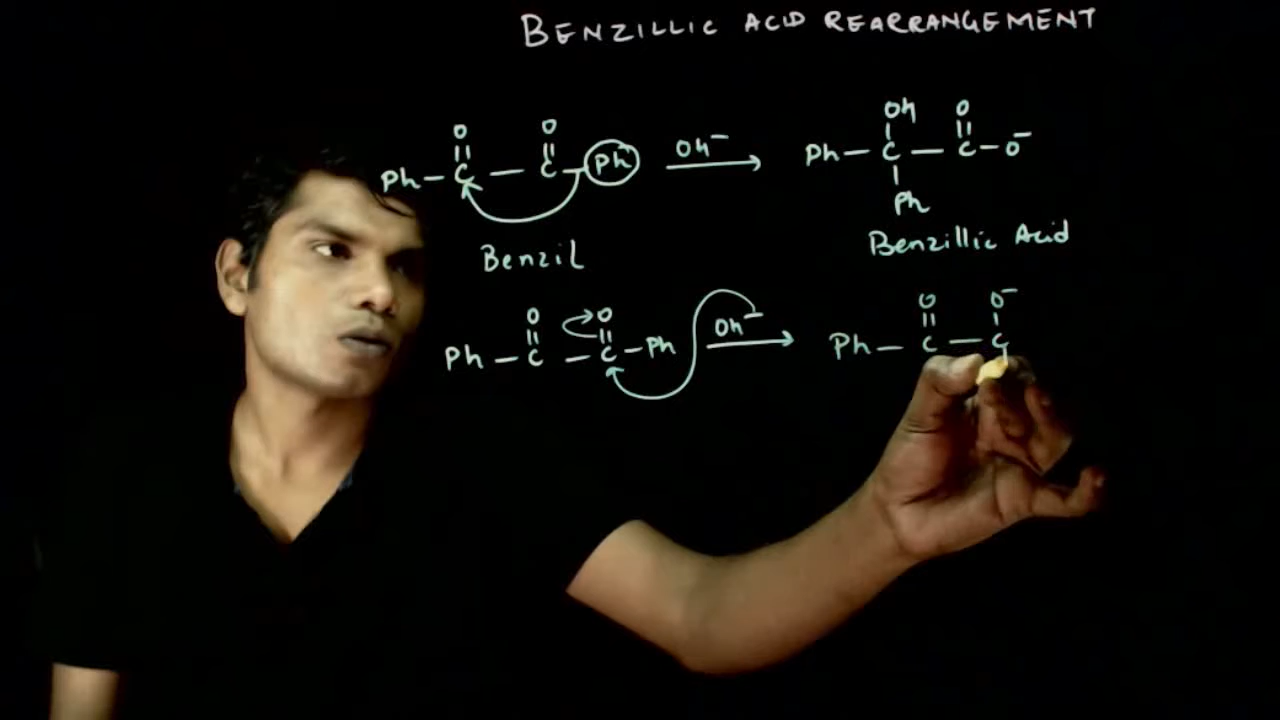 BENZILLIC ACID REARRANGEMENT
O O Oh O
|| || | ||
Ph – C – C – Ph Oh⁻ → Ph – C – C – O⁻
|
Ph
Benzil Benzillic Acid
O O O O⁻
|| || || |
Ph – C – C – Ph Oh⁻ → Ph – C – C